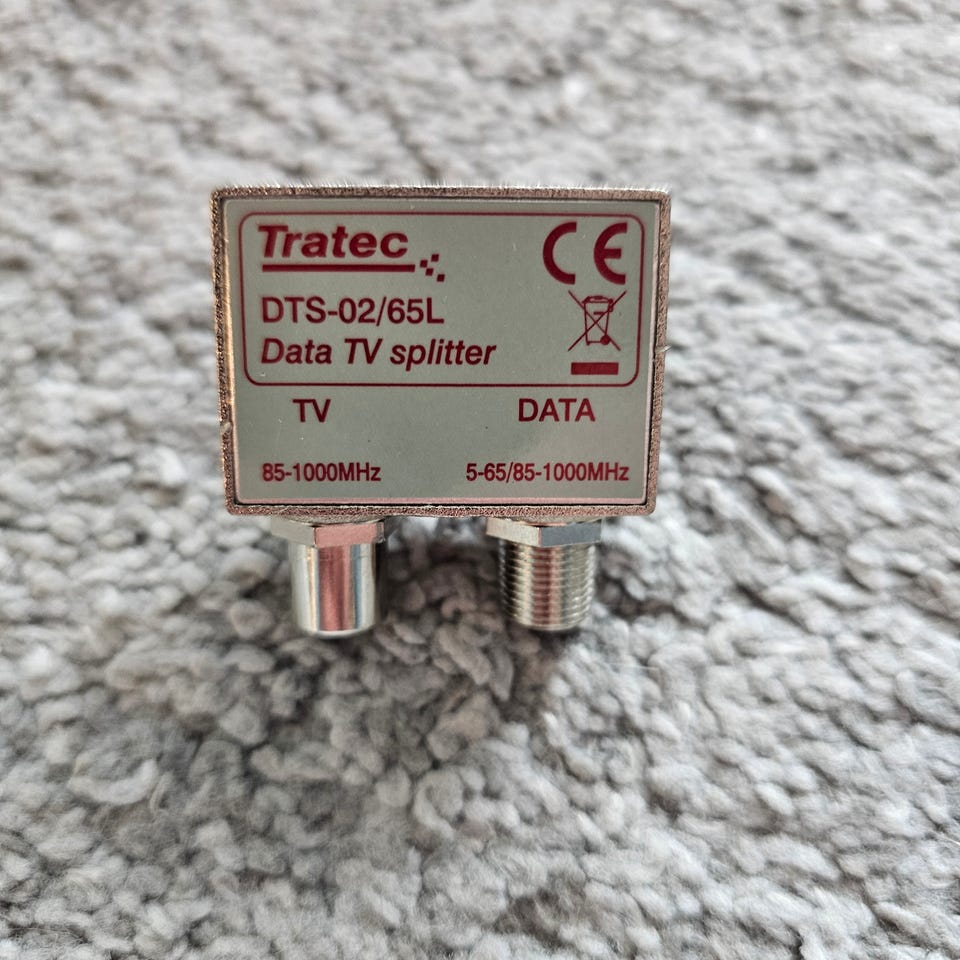 Tratec
CE
DTS-02/65L
Data TV splitter
TV DATA
85-1000MHz 5-65/85-1000MHz